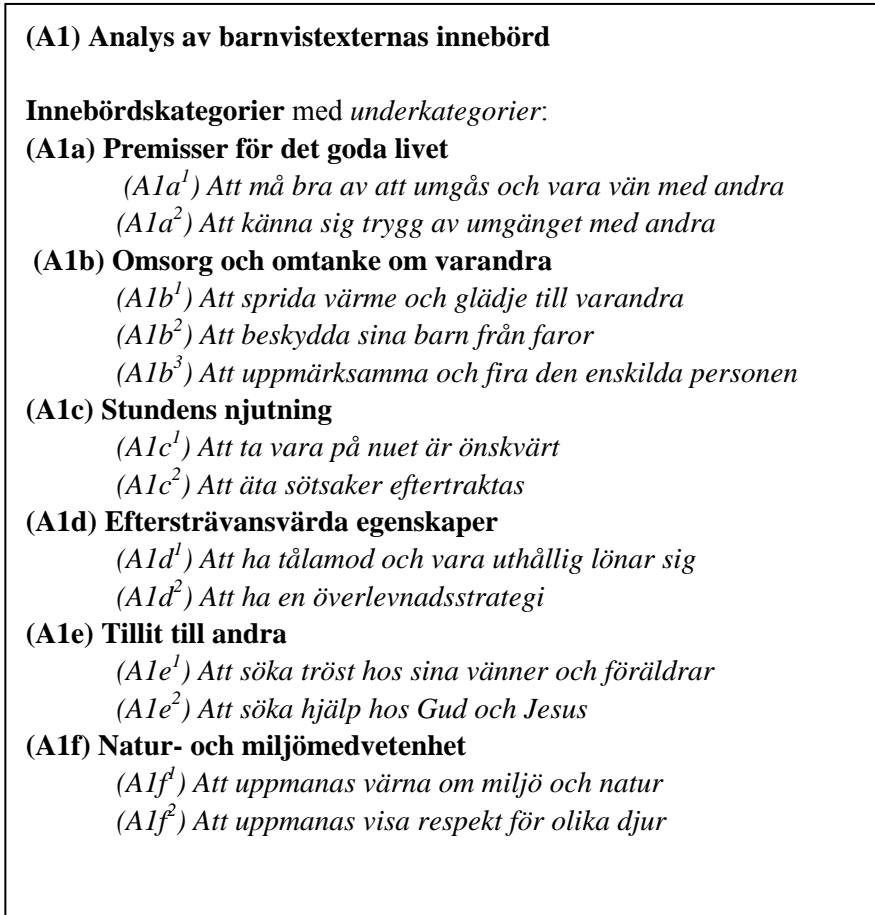 (A1) Analys av barnvistexternas innebörd
Innebördskategorier med underkategorier:
(A1a) Premisser för det goda livet
(A1a¹) Att må bra av att umgås och vara vän med andra
(A1a²) Att känna sig trygg av umgänget med andra
(A1b) Omsorg och omtanke om varandra
(A1b¹) Att sprida värme och glädje till varandra
(A1b²) Att beskydda sina barn från faror
(A1b³) Att uppmärksamma och fira den enskilda personen
(A1c) Stundens njutning
(A1c¹) Att ta vara på nuet är önskvärt
(A1c²) Att äta sötsaker eftertraktas
(A1d) Eftersträvansvärda egenskaper
(A1d¹) Att ha tålamod och vara uthållig lönar sig
(A1d²) Att ha en överlevnadsstrategi
(A1e) Tillit till andra
(A1e¹) Att söka tröst hos sina vänner och föräldrar
(A1e²) Att söka hjälp hos Gud och Jesus
(A1f) Natur- och miljömedvetenhet
(A1f¹) Att uppmanas värna om miljö och natur
(A1f²) Att uppmanas visa respekt för olika djur